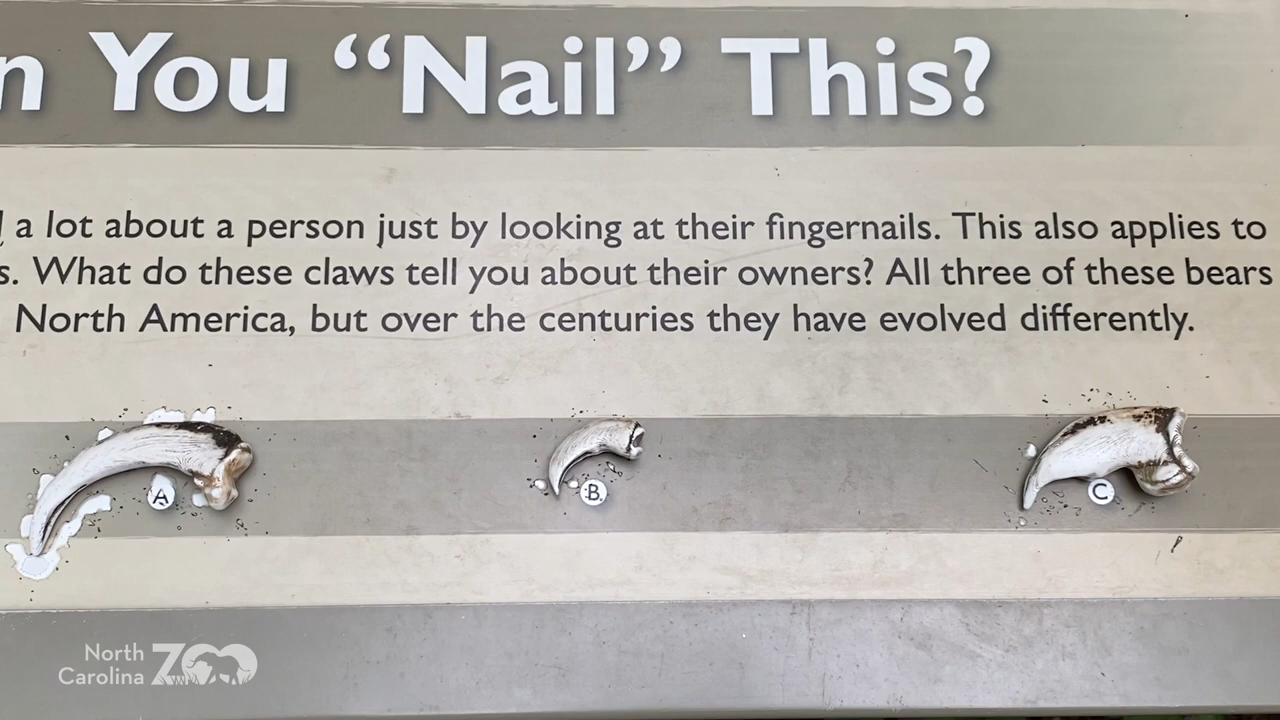 n You “Nail” This?
a lot about a person just by looking at their fingernails. This also applies to
s. What do these claws tell you about their owners? All three of these bears
North America, but over the centuries they have evolved differently.
A
B
C
North
Carolina ZOO